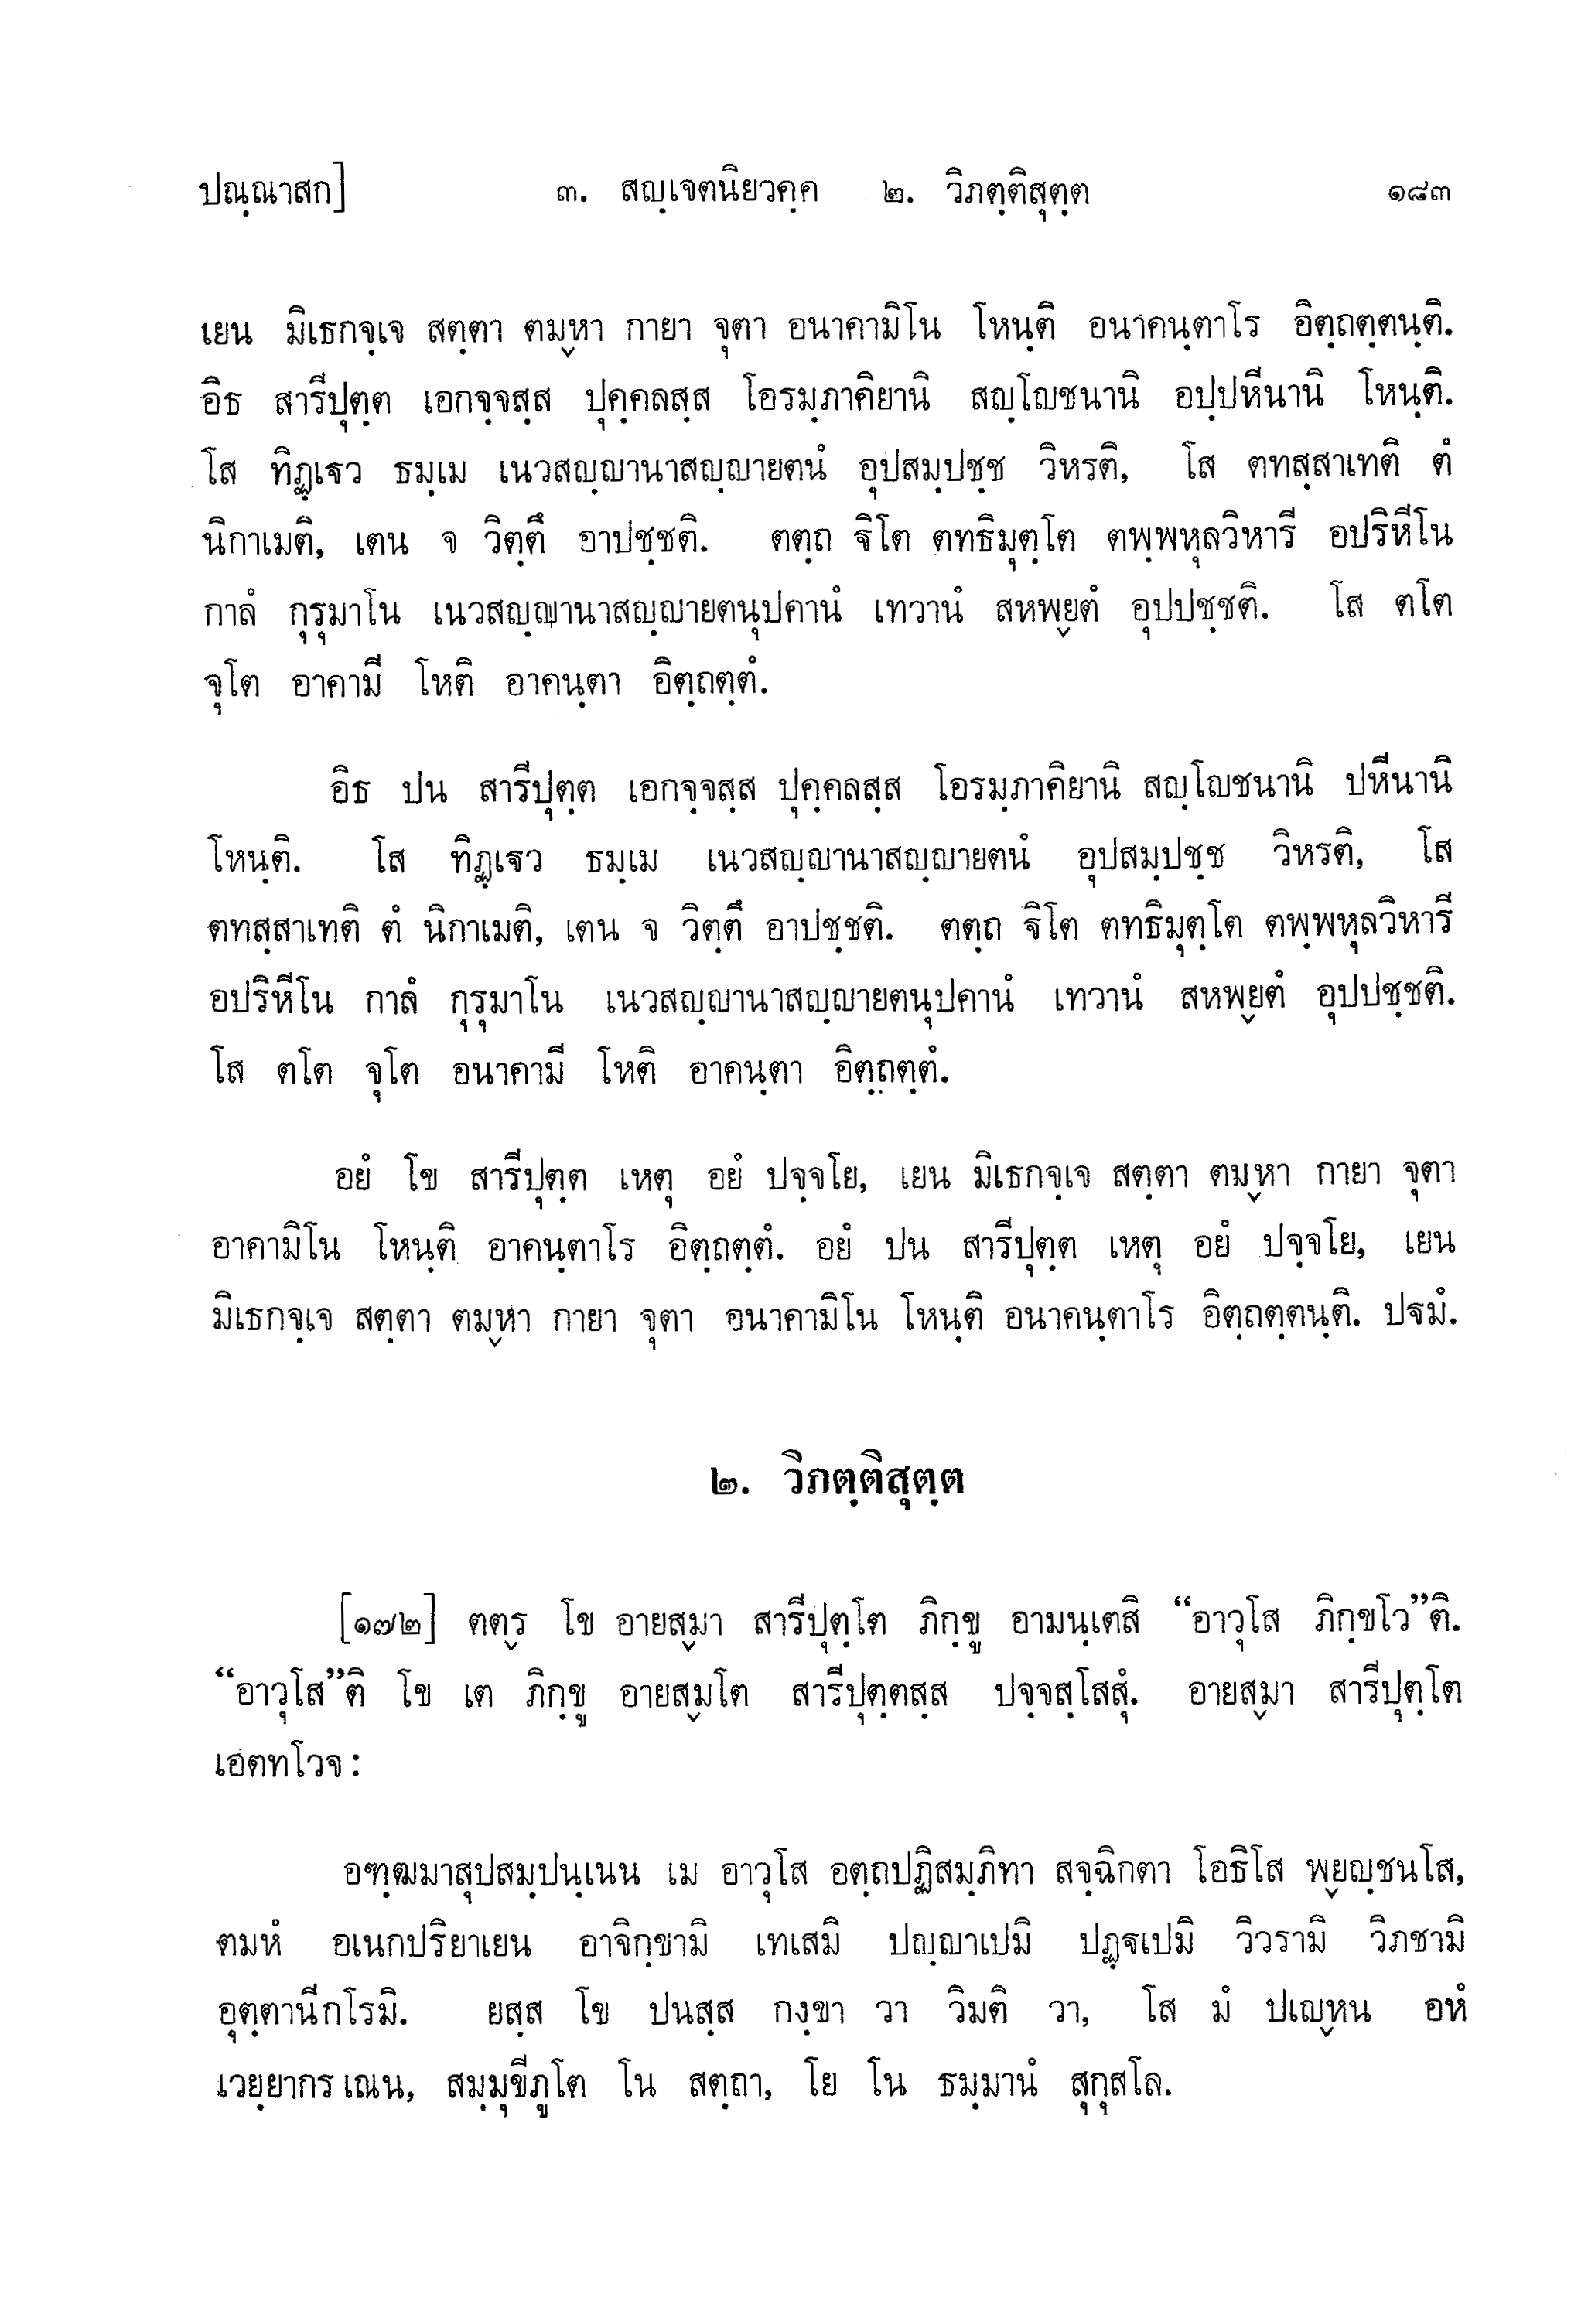 ปณฺณาสก]	๓. สญฺเจตนิยวคฺค ๒. วิภตฺติสุตฺต	๑๘๓
เยน มิเธกจฺเจ สตฺตา ตมฺหา กายา จุตา อนาคามิโน โหนฺติ อนาคนฺตาโร อิตฺถตฺตนฺติ.
อิธ สารีปุตฺต เอกจฺจสฺส ปุคฺคลสฺส โอรมฺภาคิยานิ สญฺโญชนานิ อปฺปหีนานิ โหนฺติ.
โส ทิฏฺเฐว ธมฺเม เนวสญฺญานาสญฺญายตนํ อุปสมฺปชฺช วิหรติ, โส ตทสฺสาเทติ ตํ
นิกาเมติ, เตน จ วิตฺตึ อาปชฺชติ. ตตฺถ ฐิโต ตทธิมุตฺโต ตพฺพหุลวิหารี อปริหีโน
กาลํ กุรุมาโน เนวสญฺญานาสญฺญายตนุปคานํ เทวานํ สหพฺยตํ อุปปชฺชติ. โส ตโต
จุโต อาคามี โหติ อาคนฺตา อิตฺถตฺตํ.
อิธ ปน สารีปุตฺต เอกจฺจสฺส ปุคฺคลสฺส โอรมฺภาคิยานิ สญฺโญชนานิ ปหีนานิ
โหนฺติ. โส ทิฏฺเฐว ธมฺเม เนวสญฺญานาสญฺญายตนํ อุปสมฺปชฺช วิหรติ, โส
ตทสฺสาเทติ ตํ นิกาเมติ, เตน จ วิตฺตึ อาปชฺชติ. ตตฺถ ฐิโต ตทธิมุตฺโต ตพฺพหุลวิหารี
อปริหีโน กาลํ กุรุมาโน เนวสญฺญานาสญฺญายตนุปคานํ เทวานํ สหพฺยตํ อุปปชฺชติ.
โส ตโต จุโต อนาคามี โหติ อาคนฺตา อิตฺถตฺตํ.
อยํ โข สารีปุตฺต เหตุ อยํ ปจฺจโย, เยน มิเธกจฺเจ สตฺตา ตมฺหา กายา จุตา
อาคามิโน โหนฺติ อาคนฺตาโร อิตฺถตฺตํ. อยํ ปน สารีปุตฺต เหตุ อยํ ปจฺจโย, เยน
มิเธกจฺเจ สตฺตา ตมฺหา กายา จุตา อนาคามิโน โหนฺติ อนาคนฺตาโร อิตฺถตฺตนฺติ. ปฐมํ.
๒. วิภตฺติสุตฺต
[๑๗๒] ตตฺร โข อายสฺมา สารีปุตฺโต ภิกฺขู อามนฺเตสิ “อาวุโส ภิกฺขโว”ติ.
“อาวุโส”ติ โข เต ภิกฺขู อายสฺมโต สารีปุตฺตสฺส ปจฺจสฺโสสุํ. อายสฺมา สารีปุตฺโต
เอตทโวจ :
อฑฺฒมาสุปสมฺปนฺเนน เม อาวุโส อตฺถปฏิสมฺภิทา สจฺฉิกตา โอธิโส พฺยญฺชนโส,
ตมหํ อเนกปริยาเยน อาจิกฺขามิ เทเสมิ ปญฺญาเปมิ ปฏฺฐเปมิ วิวรามิ วิภชามิ
อุตฺตานีกโรมิ. ยสฺส โข ปนสฺส กงฺขา วา วิมติ วา, โส มํ ปเญฺหน อหํ
เวยฺยากรเณน, สมฺมุขีภูโต โน สตฺถา, โย โน ธมฺมานํ สุกุสโล.